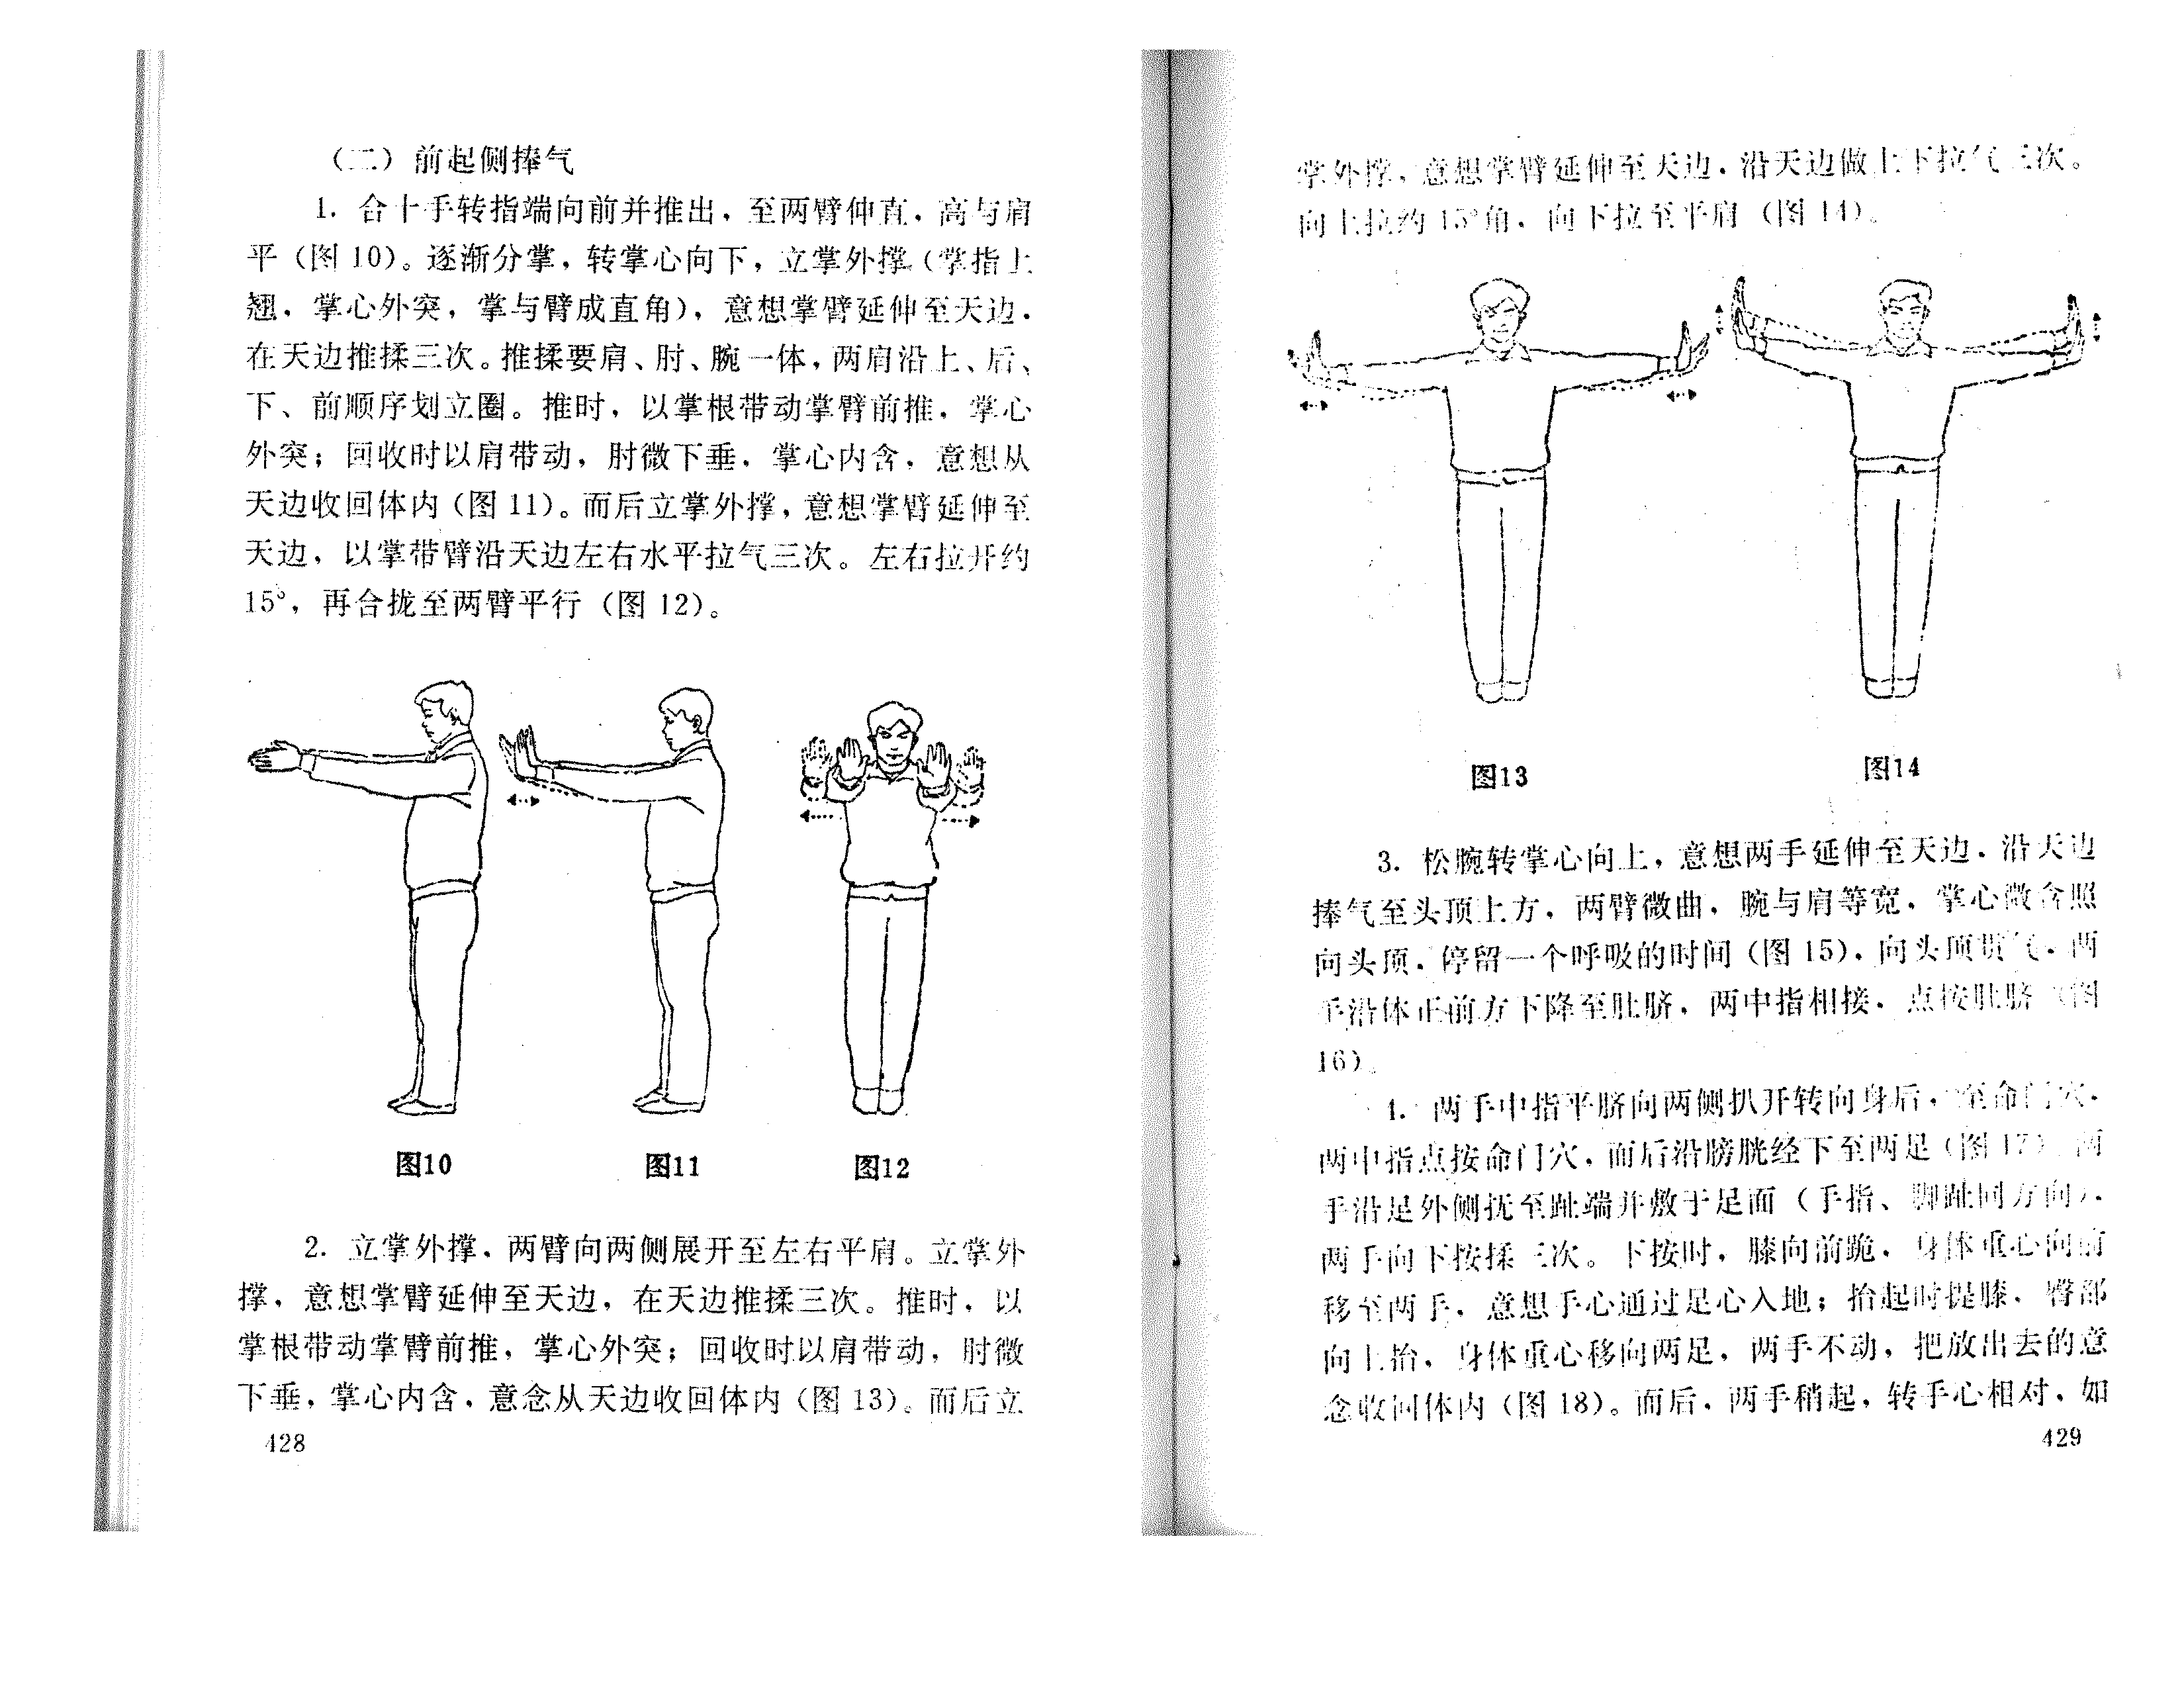 （二）前起侧捧气
1. 合十手转指端向前并推出，至两臂伸直，高与肩
平（图 10）。逐渐分掌，转掌心向下，立掌外撑（掌指上
翘，掌心外突，掌与臂成直角），意想掌臂延伸至天边，
在天边推揉三次。推揉要肩、肘、腕一体，两肩沿上、后、
下、前顺序划立圈。推时，以掌根带动掌臂前推，掌心
外突；回收时以肩带动，肘微下垂，掌心内含，意想从
天边收回体内（图 11）。而后立掌外撑，意想掌臂延伸至
天边，以掌带臂沿天边左右水平拉气三次。左右拉开约
15°，再合拢至两臂平行（图 12）。
图10
图11
图12
2. 立掌外撑，两臂向两侧展开至左右平肩。立掌外
撑，意想掌臂延伸至天边，在天边推揉三次。推时，以
掌根带动掌臂前推，掌心外突；回收时以肩带动，肘微
下垂，掌心内含，意念从天边收回体内（图 13）。而后立
428
掌外撑，意想掌臂延伸至天边，沿天边做上下拉气三次。
向上拉约 15°角，向下拉至平肩（图 14）。
图13
图14
3. 松腕转掌心向上，意想两手延伸至天边，沿天边
捧气至头顶上方，两臂微曲，腕与肩等宽，掌心微含照
向头顶，停留一个呼吸的时间（图 15），向头顶贯气，两
手沿体正前方下降至肚脐，两中指相接，点按肚脐（图
16）。
4. 两手中指平脐向两侧扒开转向身后，至命门穴，
两中指点按命门穴，而后沿膀胱经下至两足（图 17）两
手沿足外侧抚至趾端并敷于足面（手指、脚趾同方向），
两手向下按揉三次。下按时，膝向前跪，身体重心向前
移至两手，意想手心通过足心入地；抬起时提膝，臀部
向上抬，身体重心移向两足，两手不动，把放出去的意
念收回体内（图 18）。而后，两手稍起，转手心相对，如
429